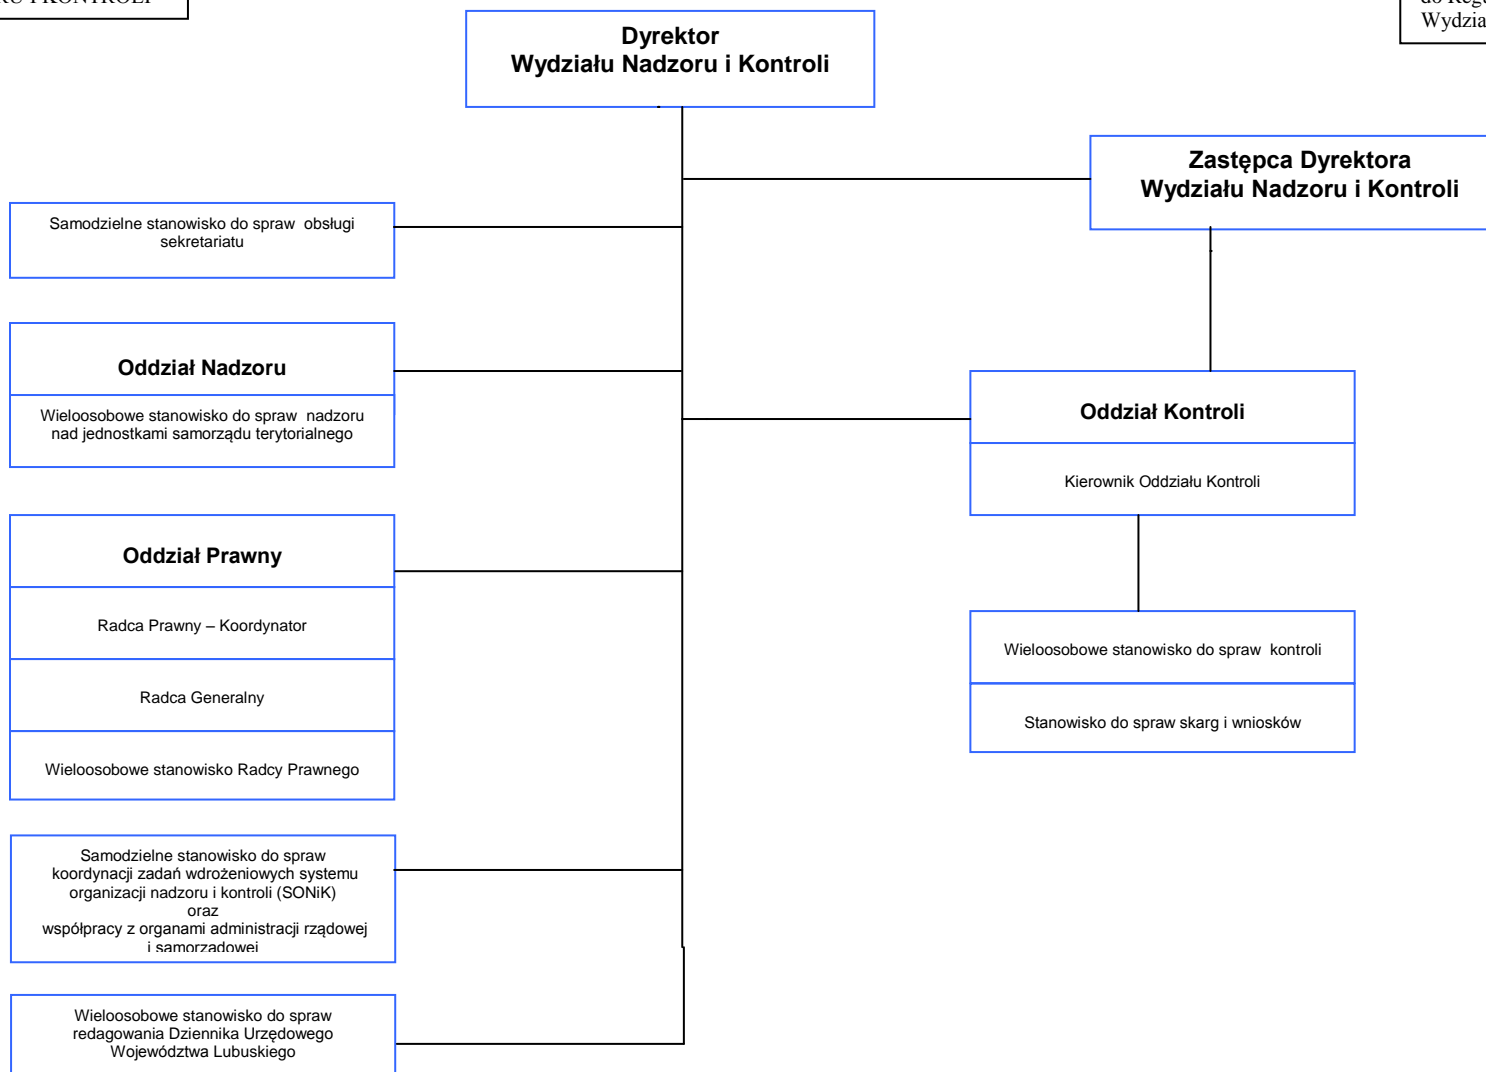 I KONTROLI
Wydzia
Dyrektor
Wydziału Nadzoru i Kontroli
Zastępca Dyrektora
Wydziału Nadzoru i Kontroli
Samodzielne stanowisko do spraw obsługi
sekretariatu
Oddział Nadzoru
Wieloosobowe stanowisko do spraw nadzoru
nad jednostkami samorządu terytorialnego
Oddział Kontroli
Kierownik Oddziału Kontroli
Oddział Prawny
Radca Prawny – Koordynator
Radca Generalny
Wieloosobowe stanowisko Radcy Prawnego
Wieloosobowe stanowisko do spraw kontroli
Stanowisko do spraw skarg i wniosków
Samodzielne stanowisko do spraw
koordynacji zadań wdrożeniowych systemu
organizacji nadzoru i kontroli (SONiK)
oraz
współpracy z organami administracji rządowej
i samorządowej
Wieloosobowe stanowisko do spraw
redagowania Dziennika Urzędowego
Województwa Lubuskiego